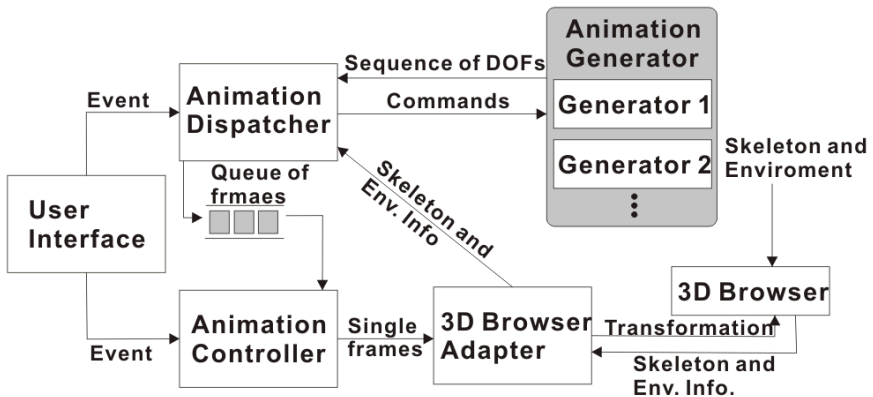 Animation
Generator
Sequence of DOFs
Event
Animation
Dispatcher
Commands
Generator 1
Generator 2
Skeleton and
Enviroment
Queue of
frmaes
Skeleton and
Env. Info
User
Interface
3D Browser
Animation
Controller
Single
frames
3D Browser
Adapter
Transformation
Event
Skeleton and
Env. Info.